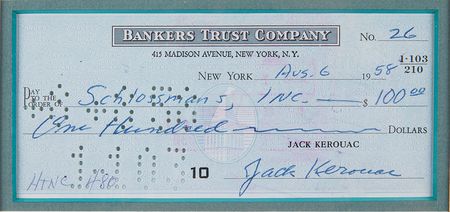 BANKERS TRUST COMPANY No. 26
415 MADISON AVENUE, NEW YORK, N. Y.
NEW YORK Aug. 6 1958 1-103
210
PAY TO THE ORDER OF Schlossmans, INC. — $ 100.00
One Hundred DOLLARS
JACK KEROUAC
10 Jack Kerouac